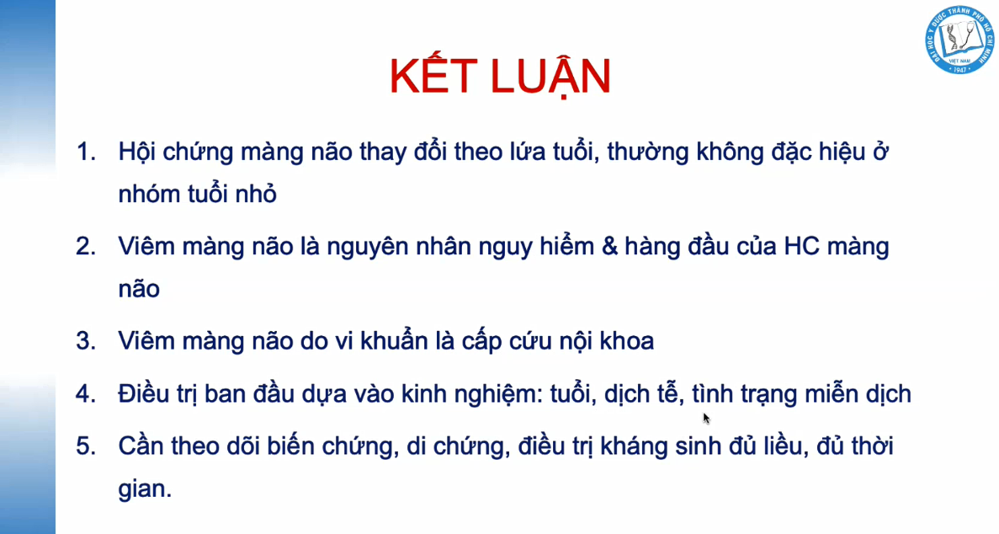 ĐẠI HỌC Y DƯỢC THÀNH PHỐ HỒ CHÍ MINH
VIỆT NAM
• 1947 •
KẾT LUẬN
1. Hội chứng màng não thay đổi theo lứa tuổi, thường không đặc hiệu ở
nhóm tuổi nhỏ
2. Viêm màng não là nguyên nhân nguy hiểm & hàng đầu của HC màng
não
3. Viêm màng não do vi khuẩn là cấp cứu nội khoa
4. Điều trị ban đầu dựa vào kinh nghiệm: tuổi, dịch tễ, tình trạng miễn dịch
5. Cần theo dõi biến chứng, di chứng, điều trị kháng sinh đủ liều, đủ thời
gian.